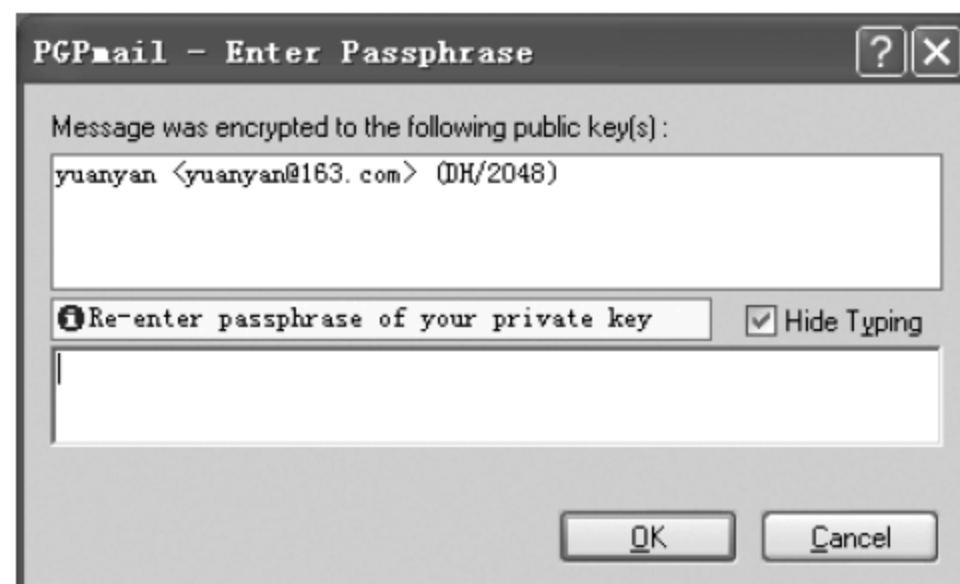 PGPmail - Enter Passphrase
Message was encrypted to the following public key(s) :
yuanyan <yuanyan@163.com> (DH/2048)
Re-enter passphrase of your private key
Hide Typing
OK
Cancel